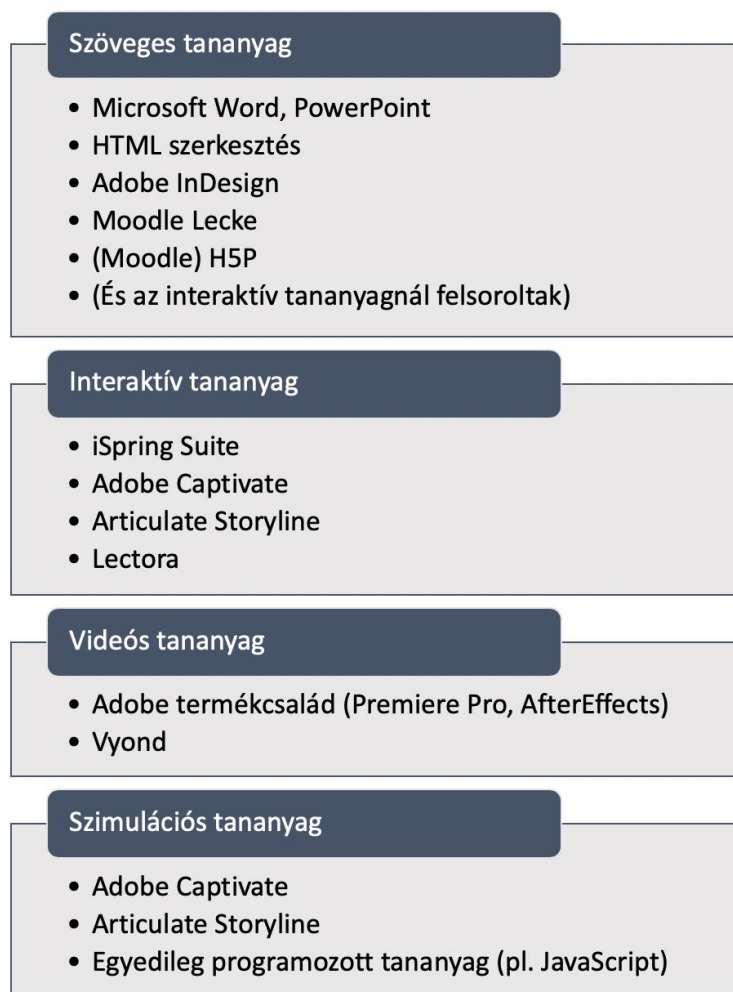 Szöveges tananyag
• Microsoft Word, PowerPoint
• HTML szerkesztés
• Adobe InDesign
• Moodle Lecke
• (Moodle) H5P
• (És az interaktív tananyagnál felsoroltak)
Interaktív tananyag
• iSpring Suite
• Adobe Captivate
• Articulate Storyline
• Lectora
Videós tananyag
• Adobe termékcsalád (Premiere Pro, AfterEffects)
• Vyond
Szimulációs tananyag
• Adobe Captivate
• Articulate Storyline
• Egyedileg programozott tananyag (pl. JavaScript)